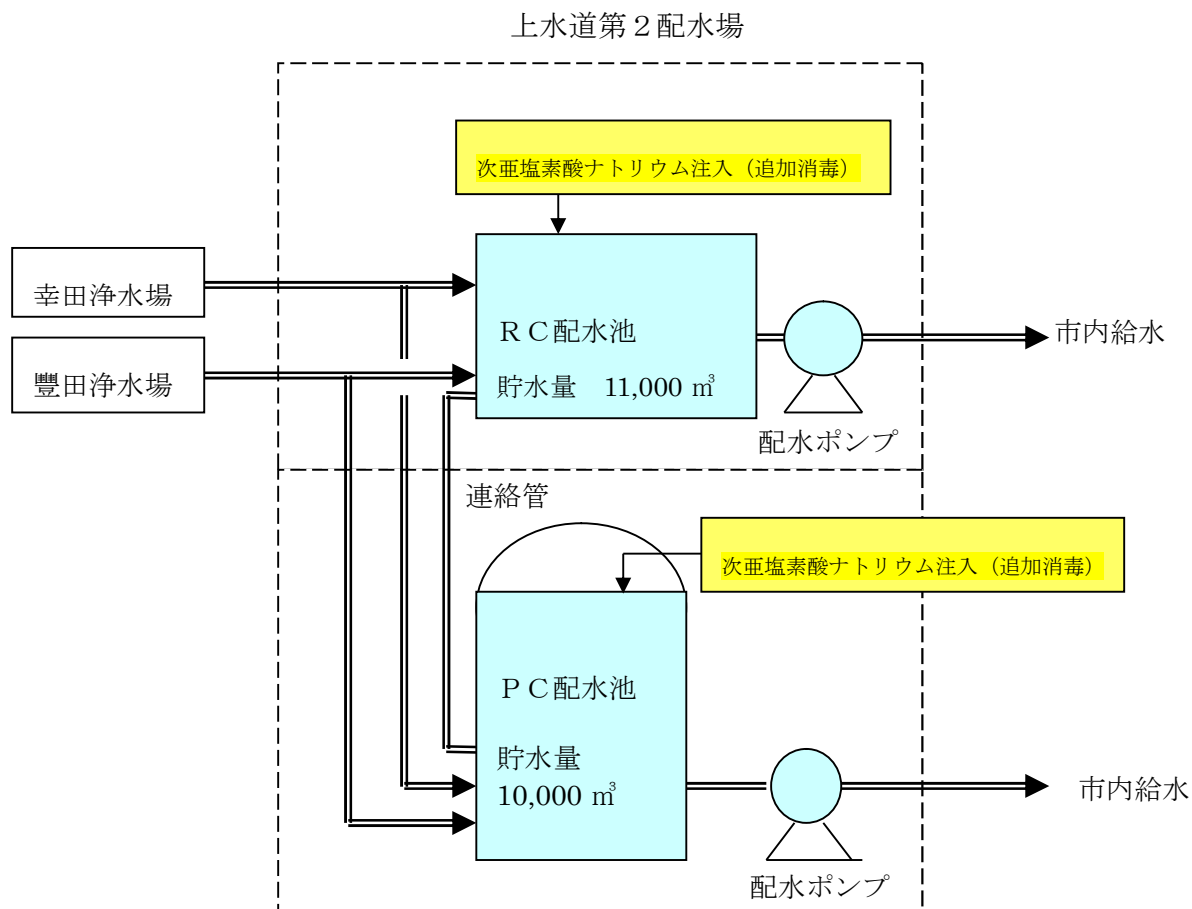 上水道第２配水場
次亜塩素酸ナトリウム注入（追加消毒）
幸田浄水場
豊田浄水場
ＲＣ配水池
貯水量　11,000 ㎥
市内給水
配水ポンプ
連絡管
次亜塩素酸ナトリウム注入（追加消毒）
ＰＣ配水池
貯水量
10,000 ㎥
市内給水
配水ポンプ